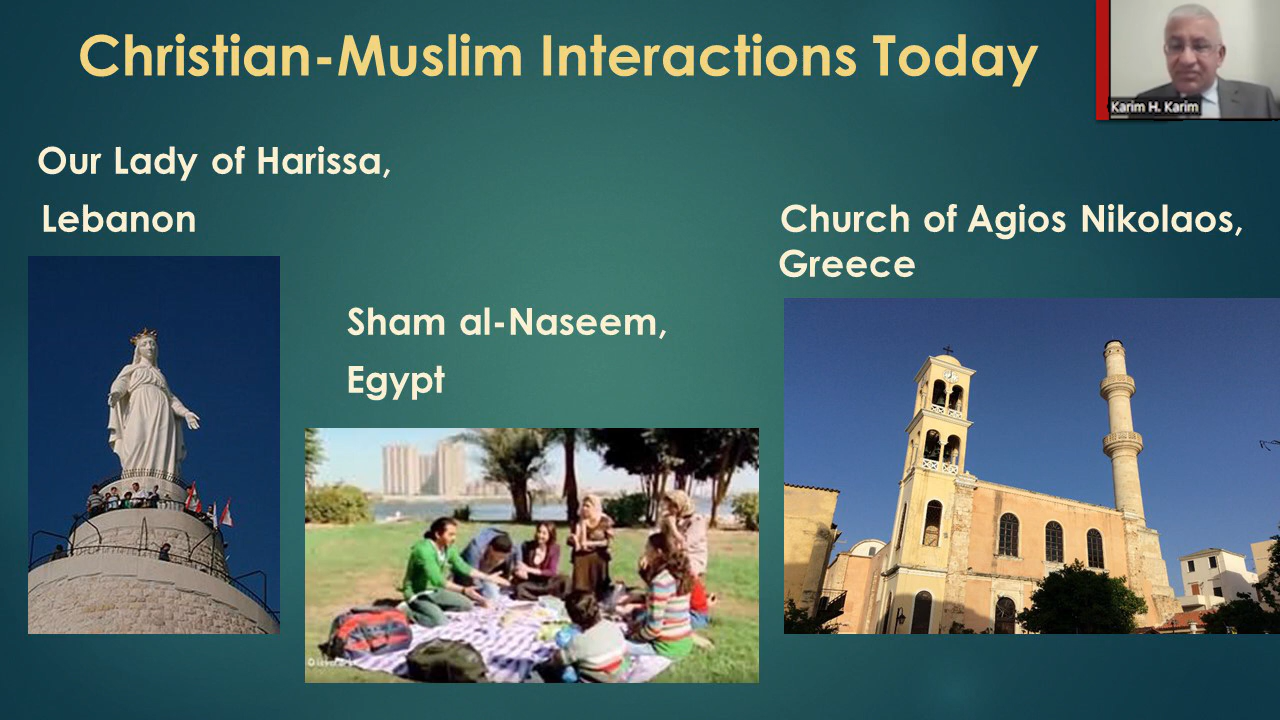 Christian-Muslim Interactions Today
Karim H. Karim
Our Lady of Harissa,
Lebanon
Church of Agios Nikolaos,
Greece
Sham al-Naseem,
Egypt